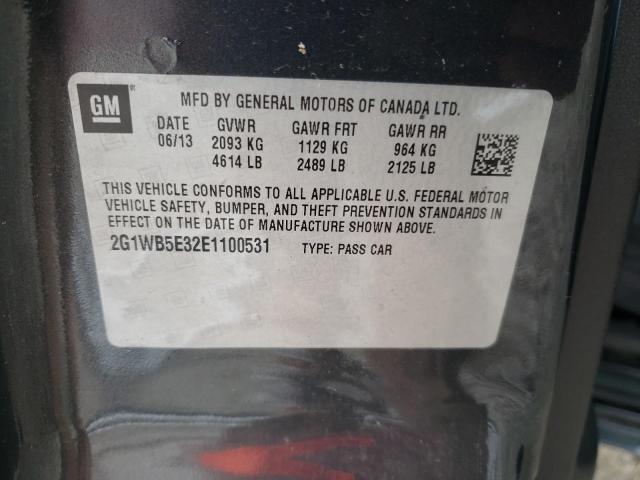 GM
MFD BY GENERAL MOTORS OF CANADA LTD.
DATE GVWR GAWR FRT GAWR RR
06/13 2093 KG 1129 KG 964 KG
4614 LB 2489 LB 2125 LB
THIS VEHICLE CONFORMS TO ALL APPLICABLE U.S. FEDERAL MOTOR
VEHICLE SAFETY, BUMPER, AND THEFT PREVENTION STANDARDS IN
EFFECT ON THE DATE OF MANUFACTURE SHOWN ABOVE.
2G1WB5E32E1100531 TYPE: PASS CAR